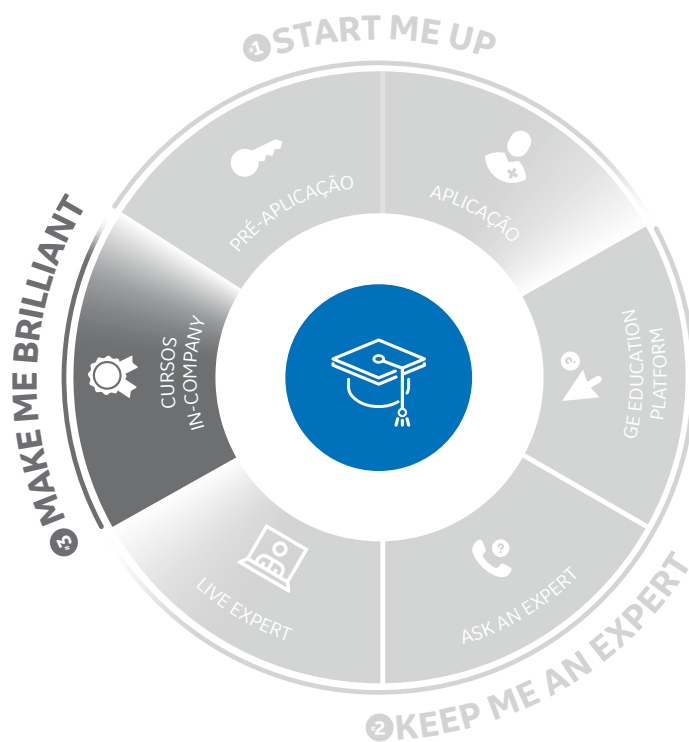 1 START ME UP
PRÉ-APLICAÇÃO
APLICAÇÃO
GE EDUCATION
PLATFORM
?
ASK AN EXPERT
?
2 KEEP ME AN EXPERT
LIVE EXPERT
CURSOS
IN-COMPANY
3 MAKE ME BRILLIANT